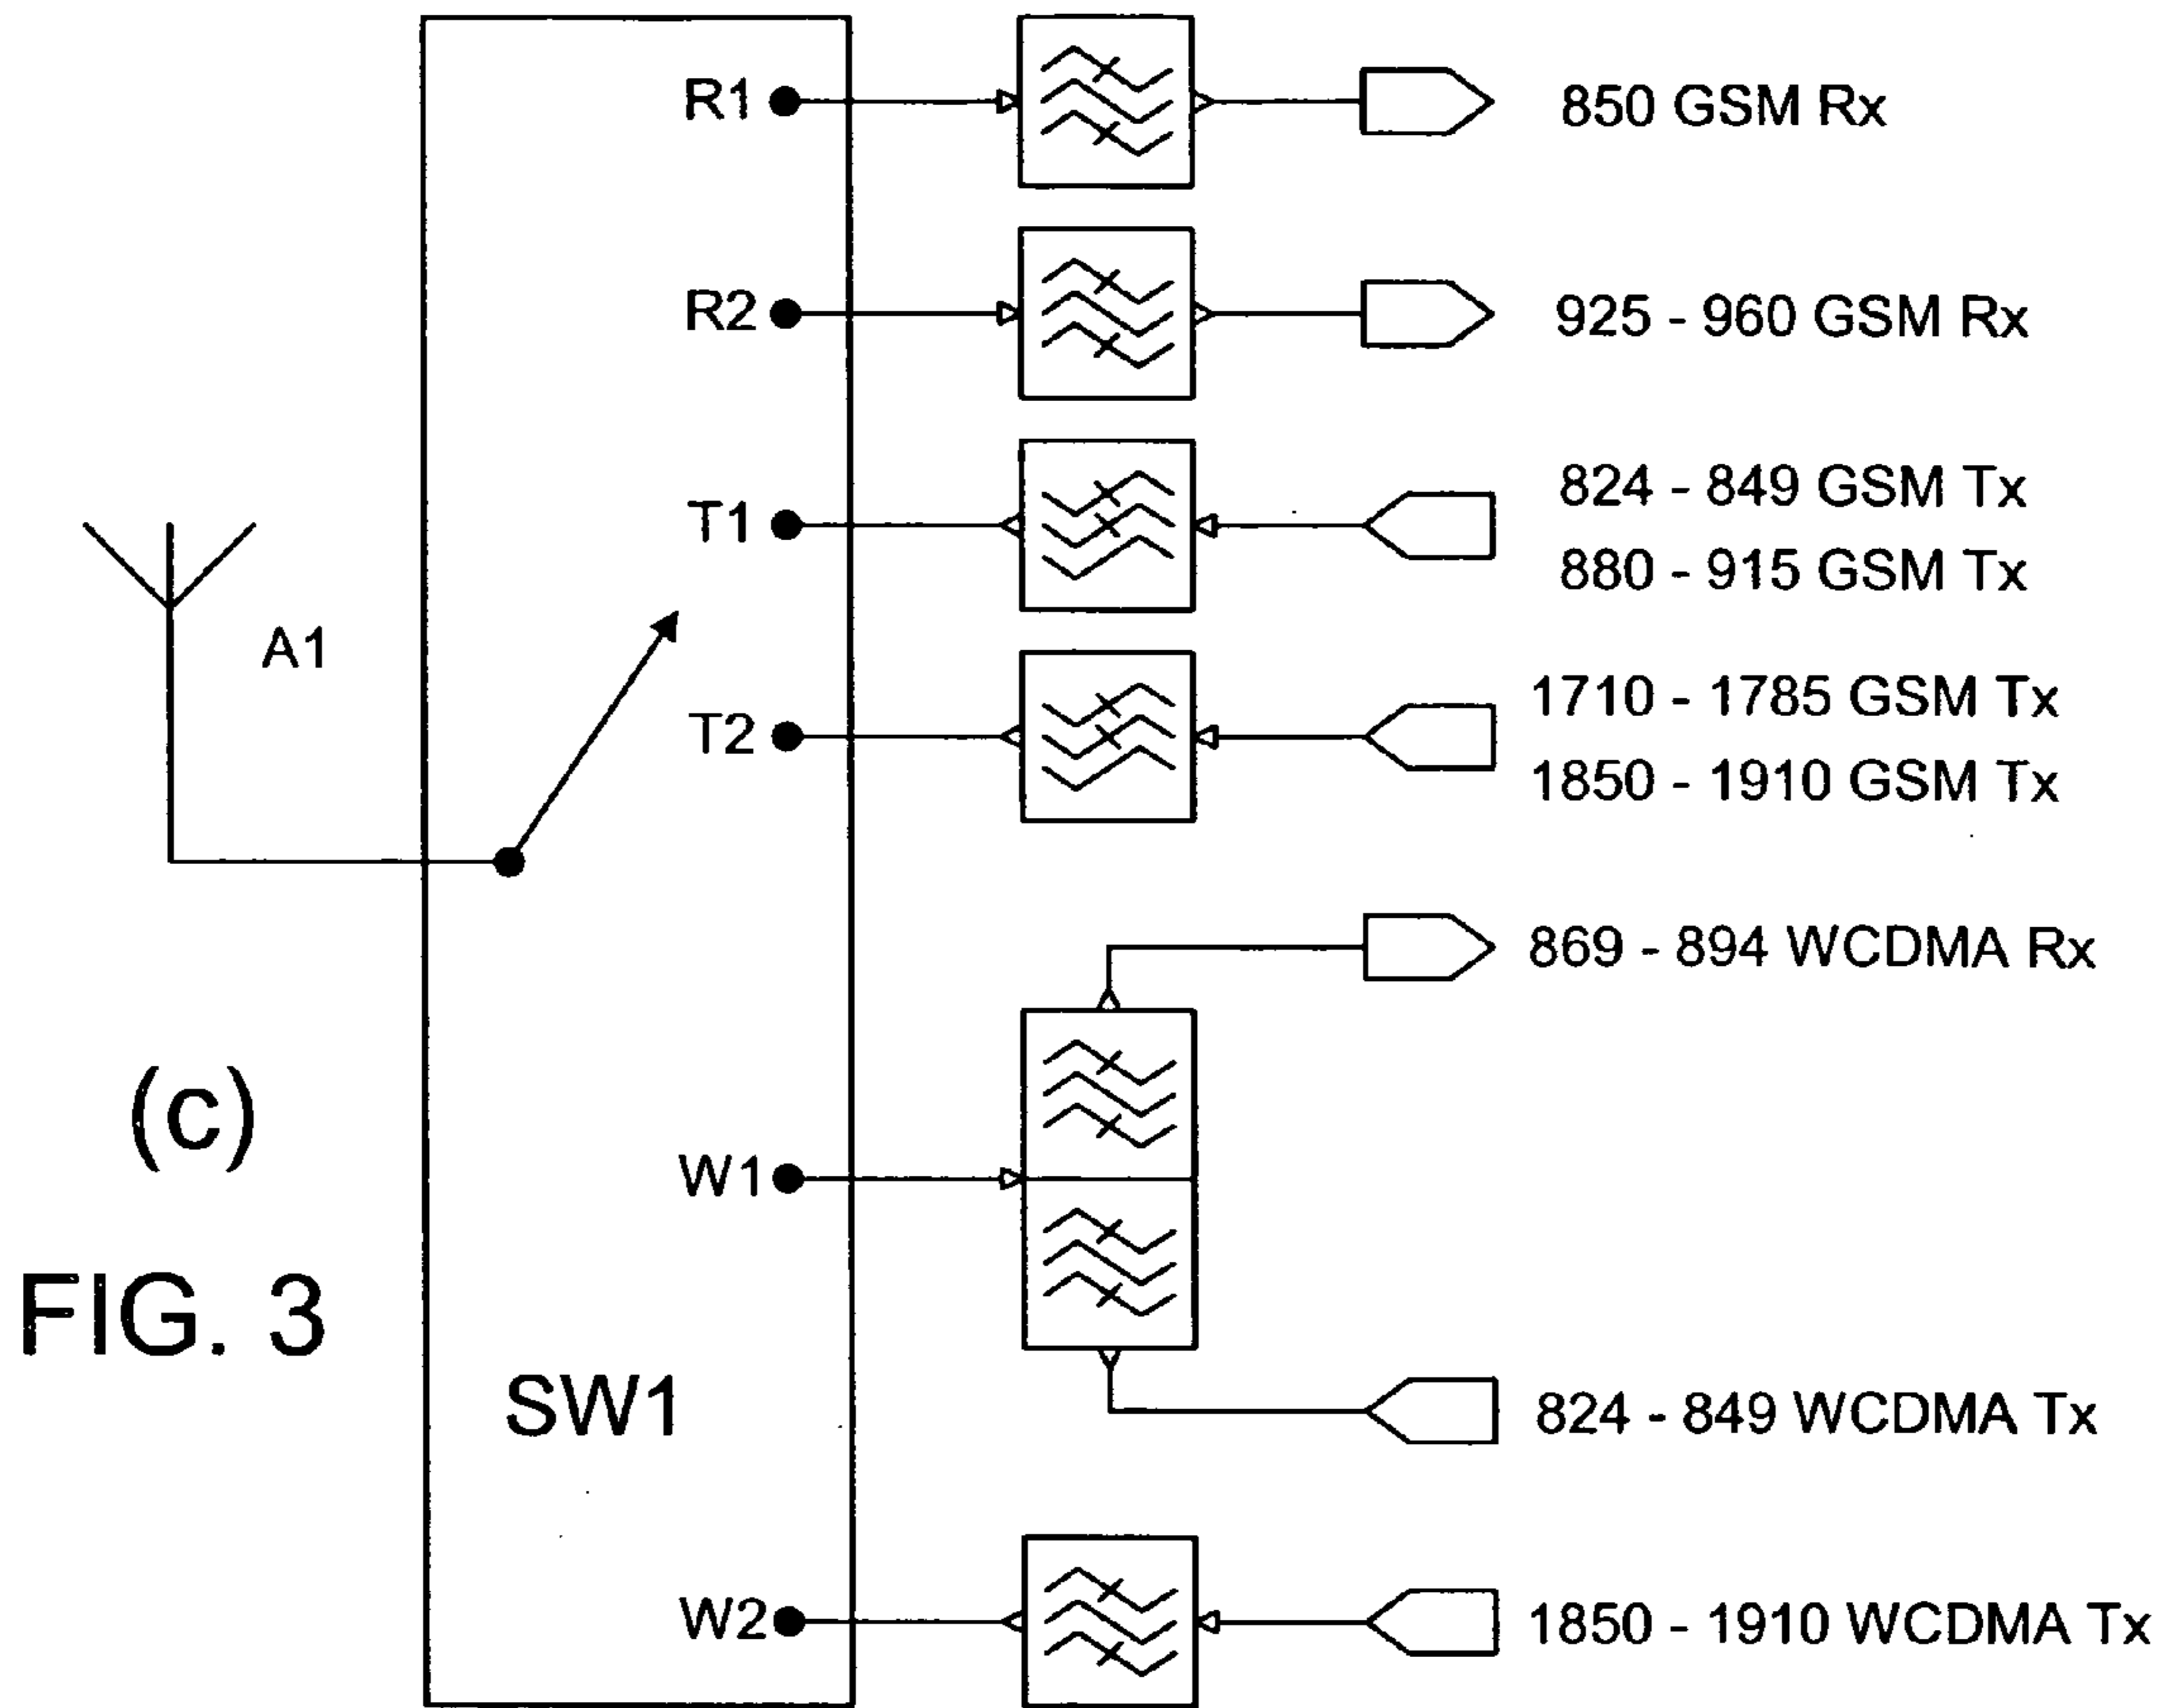 R1
850 GSM Rx
R2
925 - 960 GSM Rx
T1
824 - 849 GSM Tx
880 - 915 GSM Tx
A1
T2
1710 - 1785 GSM Tx
1850 - 1910 GSM Tx
869 - 894 WCDMA Rx
(c)
W1
FIG. 3
SW1
824 - 849 WCDMA Tx
W2
1850 - 1910 WCDMA Tx